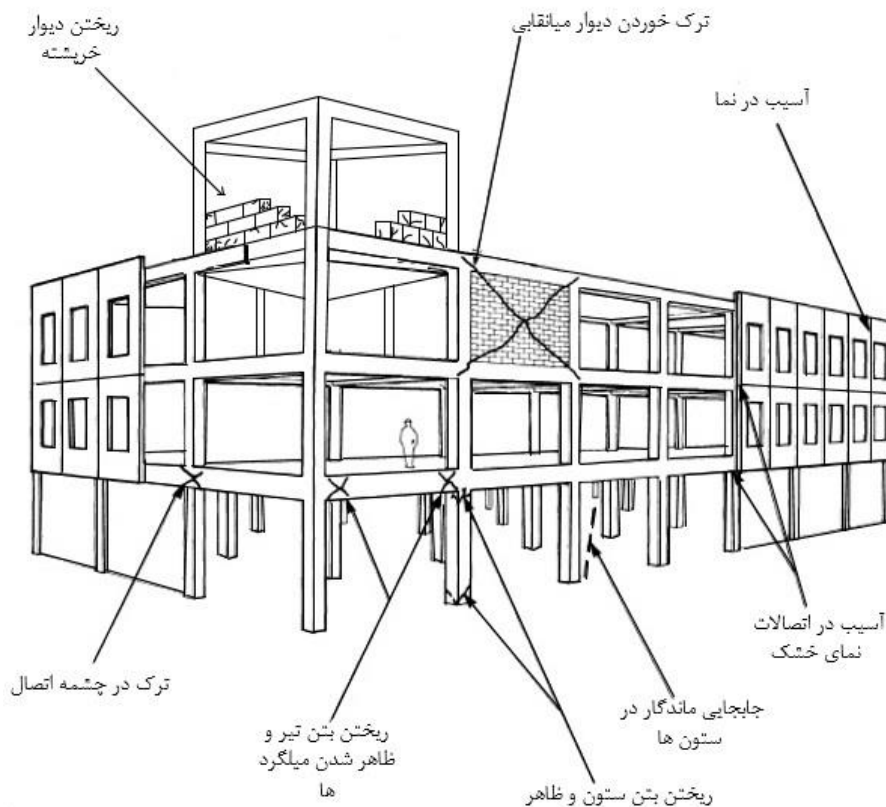 ریختن دیوار
خرپشته
ترک خوردن دیوار میانقابی
آسیب در نما
آسیب در اتصالات
نمای خشک
ترک در چشمه اتصال
ریختن بتن تیر و
ظاهر شدن میلگرد
ها
جابجایی ماندگار در
ستون ها
ریختن بتن ستون و ظاهر